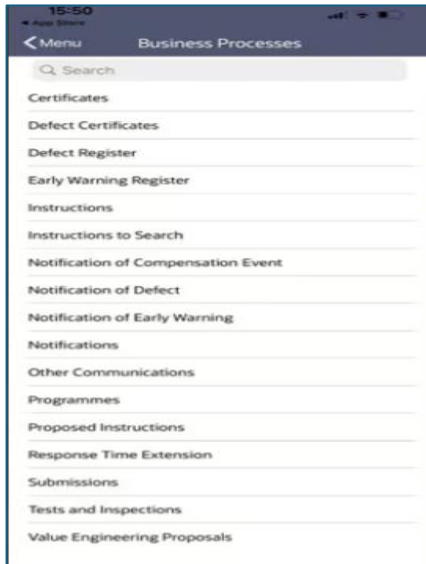 15:50
App Store
Menu Business Processes
Search
Certificates
Defect Certificates
Defect Register
Early Warning Register
Instructions
Instructions to Search
Notification of Compensation Event
Notification of Defect
Notification of Early Warning
Notifications
Other Communications
Programmes
Proposed Instructions
Response Time Extension
Submissions
Tests and Inspections
Value Engineering Proposals